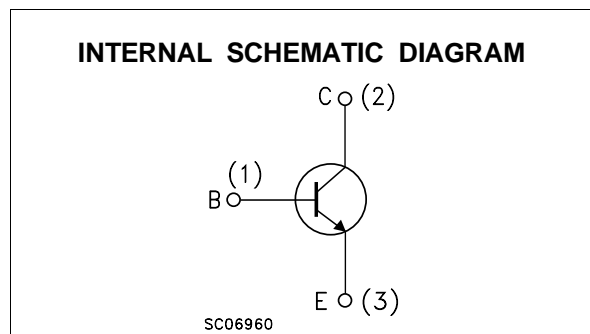 INTERNAL SCHEMATIC DIAGRAM
C (2)
(1)
B
E (3)
SC06960